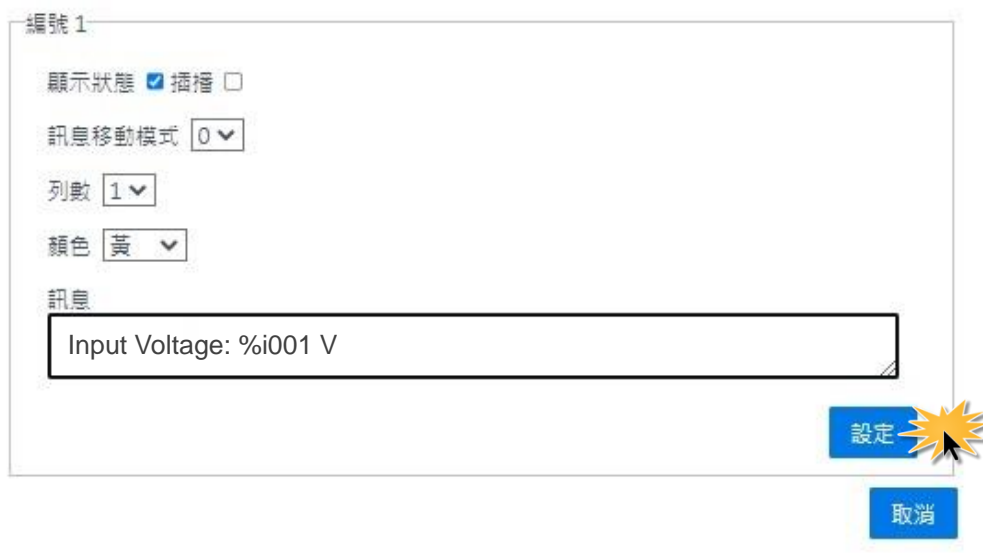 編號 1
顯示狀態 插播
訊息移動模式 0
列數 1
顏色 黃
訊息
Input Voltage: %i001 V
設定
取消